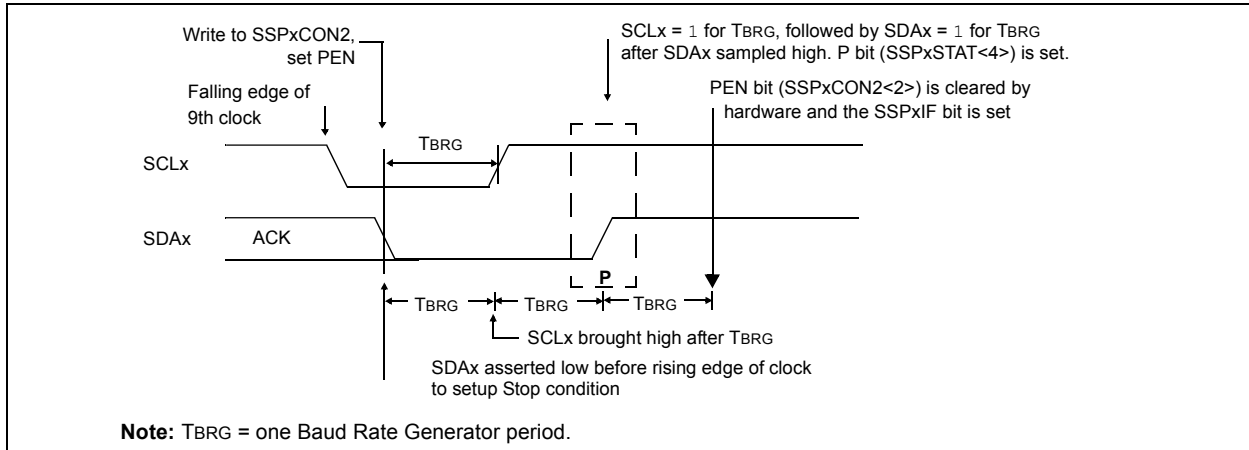 Write to SSPxCON2,
set PEN
SCLx = 1 for TBRG, followed by SDAx = 1 for TBRG
after SDAx sampled high. P bit (SSPxSTAT<4>) is set.
Falling edge of
9th clock
PEN bit (SSPxCON2<2>) is cleared by
hardware and the SSPxIF bit is set
TBRG
SCLx
SDAx
ACK
P
TBRG
TBRG
TBRG
SCLx brought high after TBRG
SDAx asserted low before rising edge of clock
to setup Stop condition
Note: TBRG = one Baud Rate Generator period.